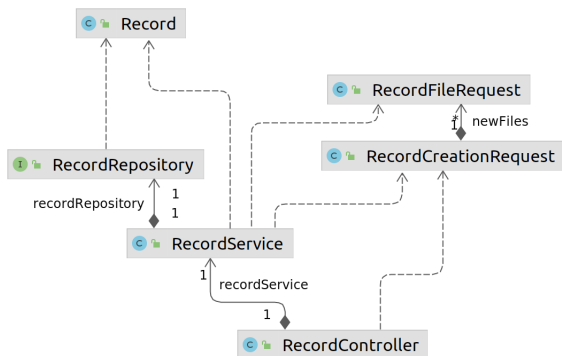 C Record
C RecordFileRequest
* 1 newFiles
I RecordRepository
C RecordCreationRequest
recordRepository 1
1
C RecordService
1 recordService
1
C RecordController